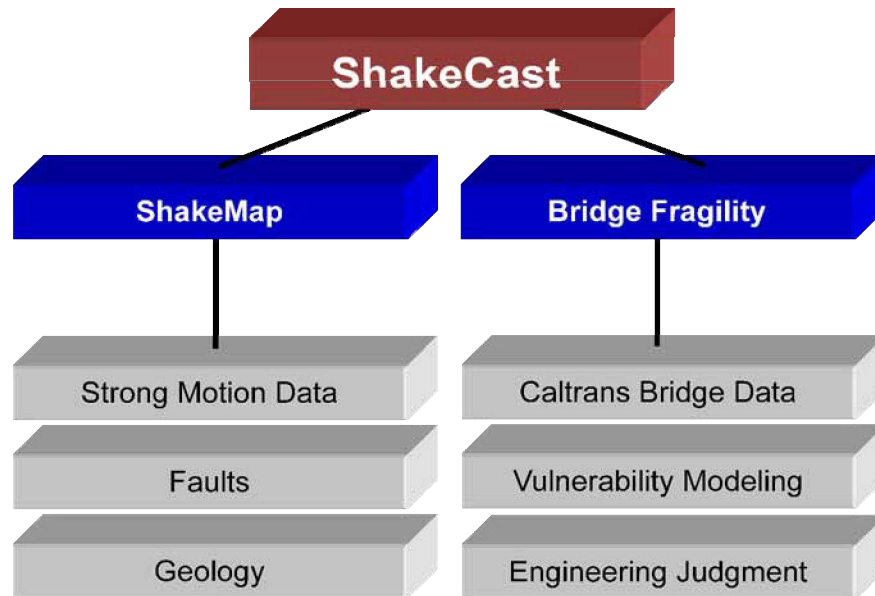 ShakeCast
ShakeMap
Bridge Fragility
Strong Motion Data
Caltrans Bridge Data
Faults
Vulnerability Modeling
Geology
Engineering Judgment